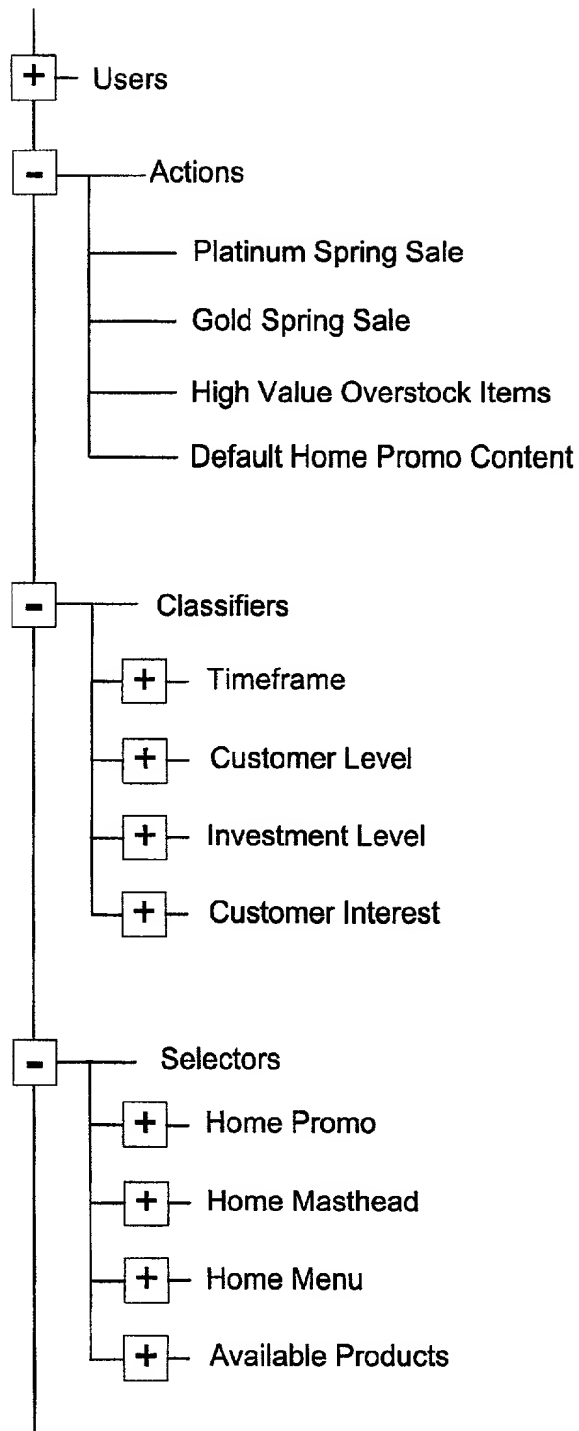 + Users
- Actions
Platinum Spring Sale
Gold Spring Sale
High Value Overstock Items
Default Home Promo Content
- Classifiers
+ Timeframe
+ Customer Level
+ Investment Level
+ Customer Interest
- Selectors
+ Home Promo
+ Home Masthead
+ Home Menu
+ Available Products